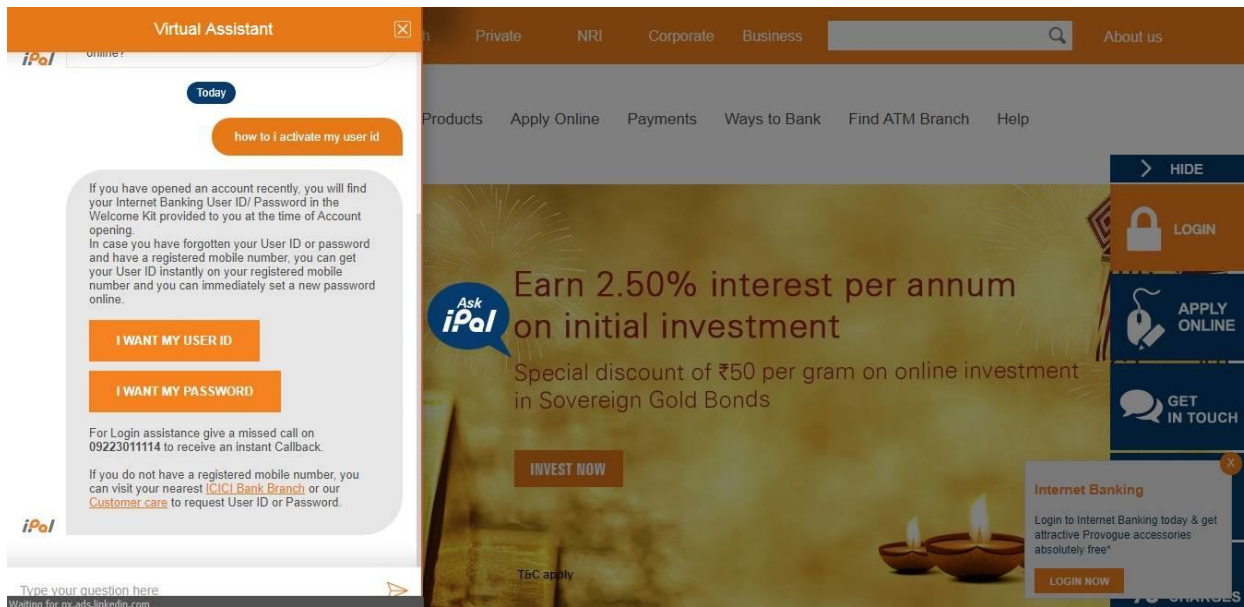 Virtual Assistant
X
iPal
online?
Today
how to i activate my user id
If you have opened an account recently, you will find
your Internet Banking User ID/ Password in the
Welcome Kit provided to you at the time of Account
opening.
In case you have forgotten your User ID or password
and have a registered mobile number, you can get
your User ID instantly on your registered mobile
number and you can immediately set a new password
online.
I WANT MY USER ID
I WANT MY PASSWORD
For Login assistance give a missed call on
09223011114 to receive an instant Callback.
If you do not have a registered mobile number, you
can visit your nearest ICICI Bank Branch or our
Customer care to request User ID or Password.
iPal
Type your question here
Waiting for px.ads.linkedin.com
Private NRI Corporate Business About us
Products Apply Online Payments Ways to Bank Find ATM Branch Help
Ask
iPal
Earn 2.50% interest per annum
on initial investment
Special discount of ₹50 per gram on online investment
in Sovereign Gold Bonds
INVEST NOW
T&C apply
HIDE
LOGIN
APPLY
ONLINE
GET
IN TOUCH
X
Internet Banking
Login to Internet Banking today & get
attractive Provogue accessories
absolutely free*
LOGIN NOW
CHARGES